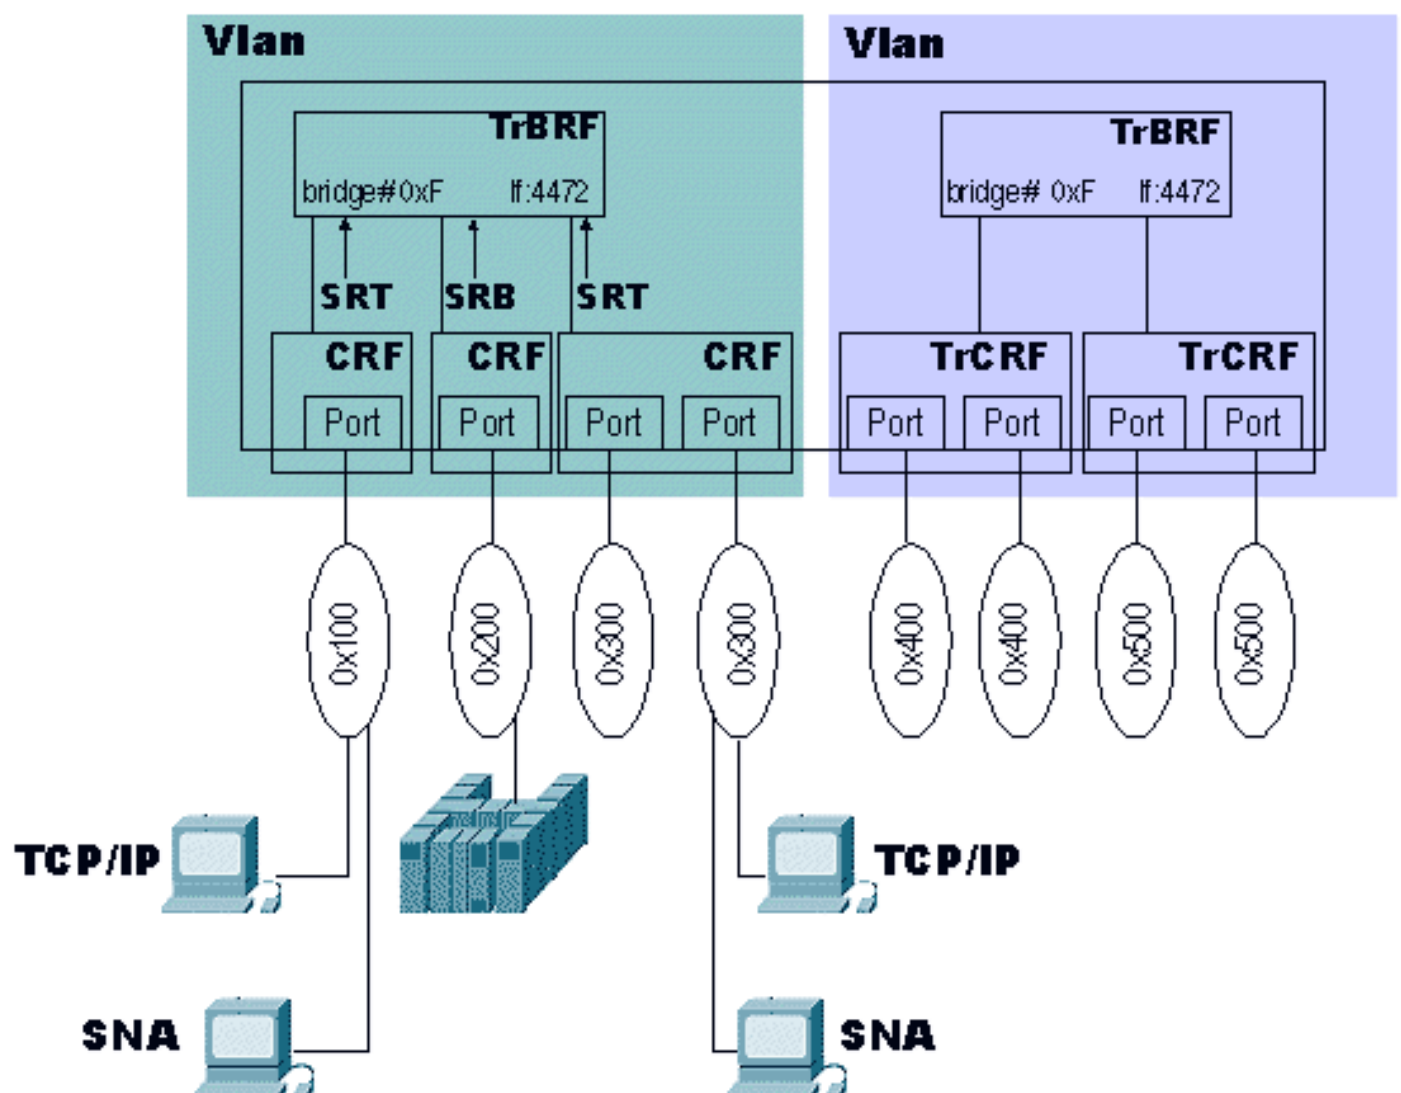 Vlan
Vlan
TrBRF
bridge# 0xF lf:4472
TrBRF
bridge# 0xF lf:4472
SRT
SRB
SRT
CRF
CRF
CRF
TrCRF
TrCRF
Port
Port
Port
Port
Port
Port
Port
Port
0x100
0x200
0x300
0x300
0x400
0x400
0x500
0x500
TCP/IP
TCP/IP
SNA
SNA